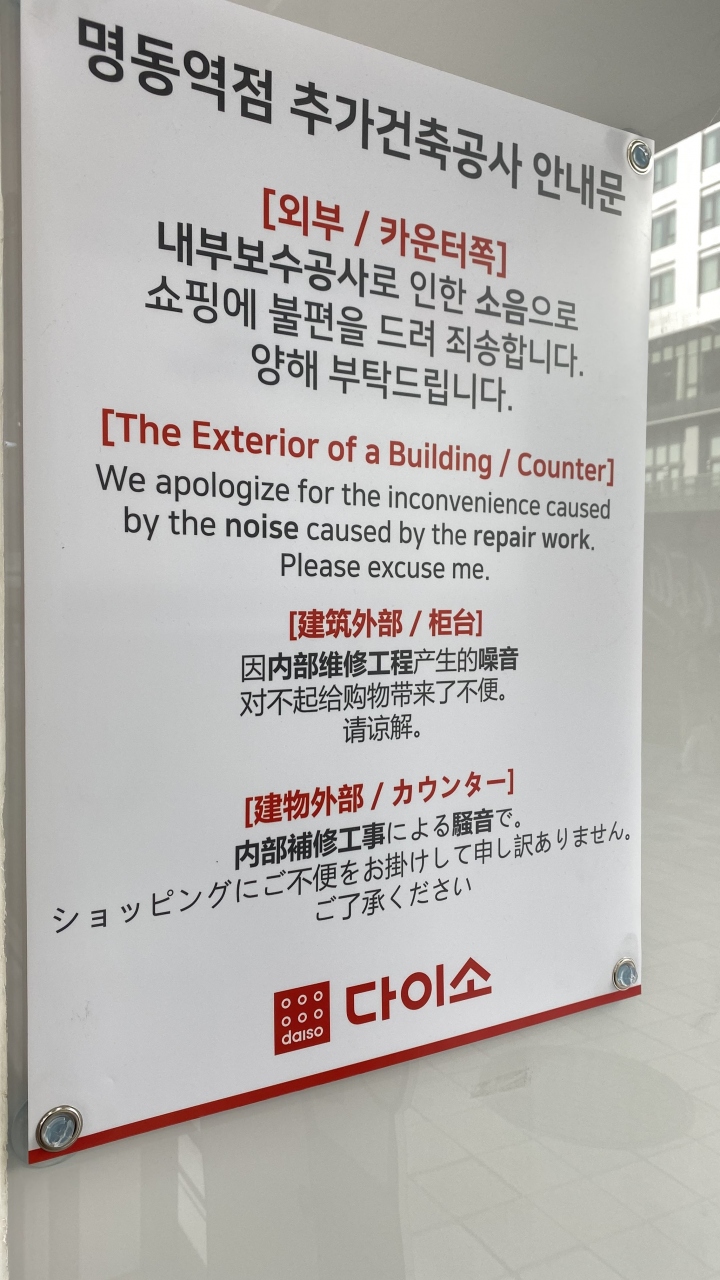 명동역점 추가건축공사 안내문
[외부 / 카운터쪽]
내부보수공사로 인한 소음으로
쇼핑에 불편을 드려 죄송합니다.
양해 부탁드립니다.
[The Exterior of a Building / Counter]
We apologize for the inconvenience caused
by the noise caused by the repair work.
Please excuse me.
[建筑外部 / 柜台]
因内部维修工程产生的噪音
对不起给购物带来了不便。
请谅解。
[建物外部 / カウンター]
内部補修工事による騒音で。
ショッピングにご不便をお掛けして申し訳ありません。
ご了承ください
daiso 다이소